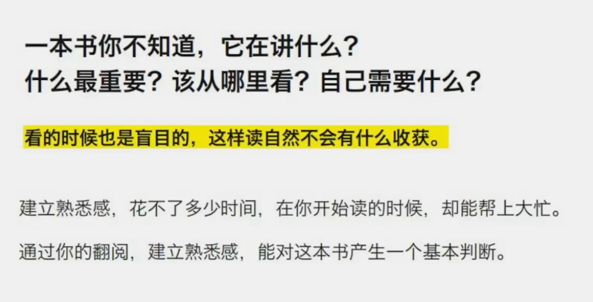 一本书你不知道，它在讲什么？
什么最重要？该从哪里看？自己需要什么？
看的时候也是盲目的，这样读自然不会有什么收获。
建立熟悉感，花不了多少时间，在你开始读的时候，却能帮上大忙。
通过你的翻阅，建立熟悉感，能对这本书产生一个基本判断。